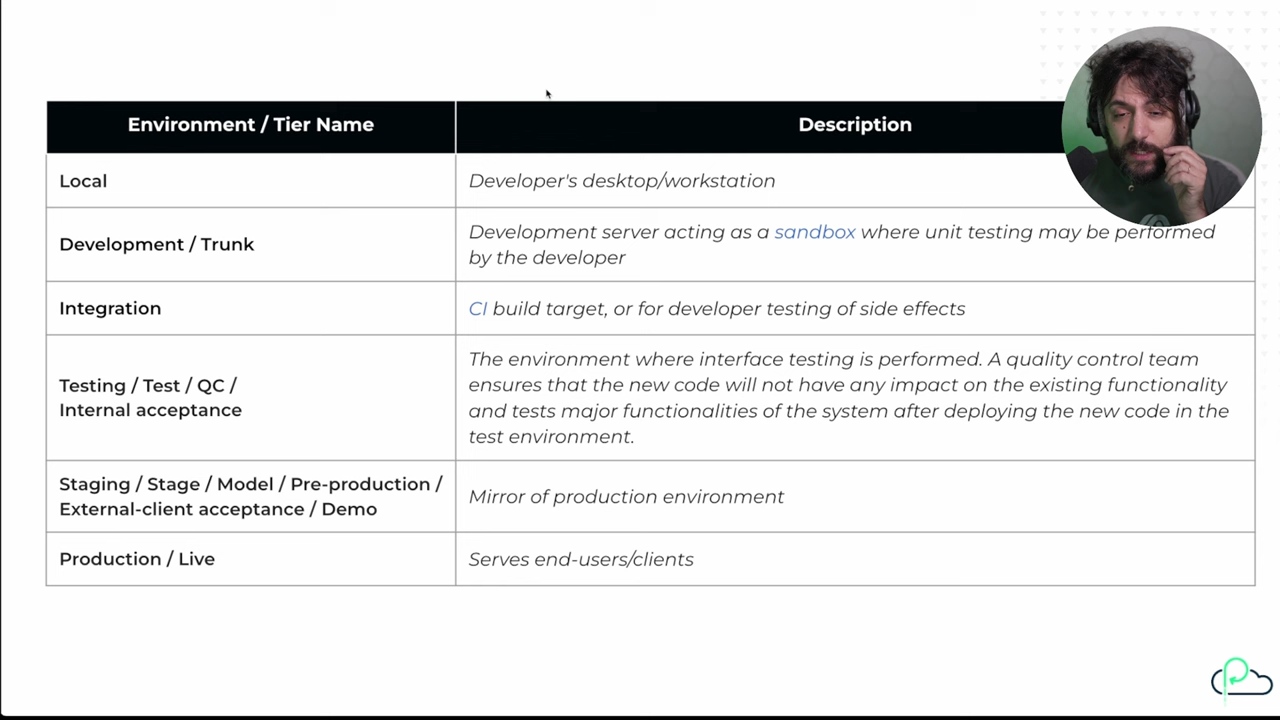 Environment / Tier Name
Description
Local
Developer's desktop/workstation
Development / Trunk
Development server acting as a sandbox where unit testing may be performed
by the developer
Integration
CI build target, or for developer testing of side effects
Testing / Test / QC /
Internal acceptance
The environment where interface testing is performed. A quality control team
ensures that the new code will not have any impact on the existing functionality
and tests major functionalities of the system after deploying the new code in the
test environment.
Staging / Stage / Model / Pre-production /
External-client acceptance / Demo
Mirror of production environment
Production / Live
Serves end-users/clients